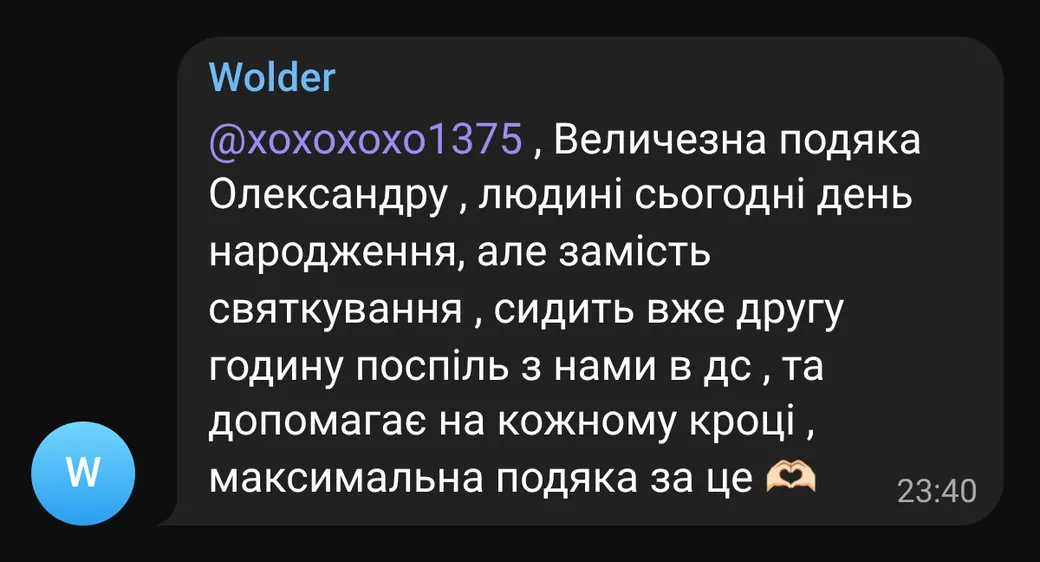 Wolder
@xoxoxoxo1375 , Величезна подяка
Олександру , людині сьогодні день
народження, але замість
святкування , сидить вже другу
годину поспіль з нами в дс , та
допомагає на кожному кроці ,
максимальна подяка за це 🫶🏻
23:40
W